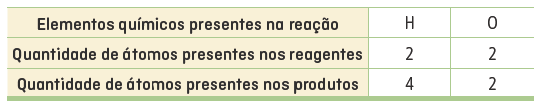 Elementos químicos presentes na reação H O
Quantidade de átomos presentes nos reagentes 2 2
Quantidade de átomos presentes nos produtos 4 2